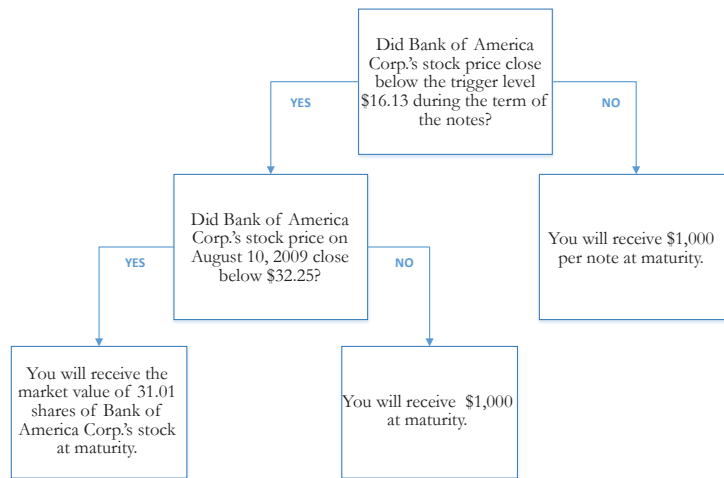 Did Bank of America
Corp.'s stock price close
below the trigger level
$16.13 during the term of
the notes?
YES
NO
Did Bank of America
Corp.'s stock price on
August 10, 2009 close
below $32.25?
You will receive $1,000
per note at maturity.
YES
NO
You will receive the
market value of 31.01
shares of Bank of
America Corp.'s stock
at maturity.
You will receive $1,000
at maturity.